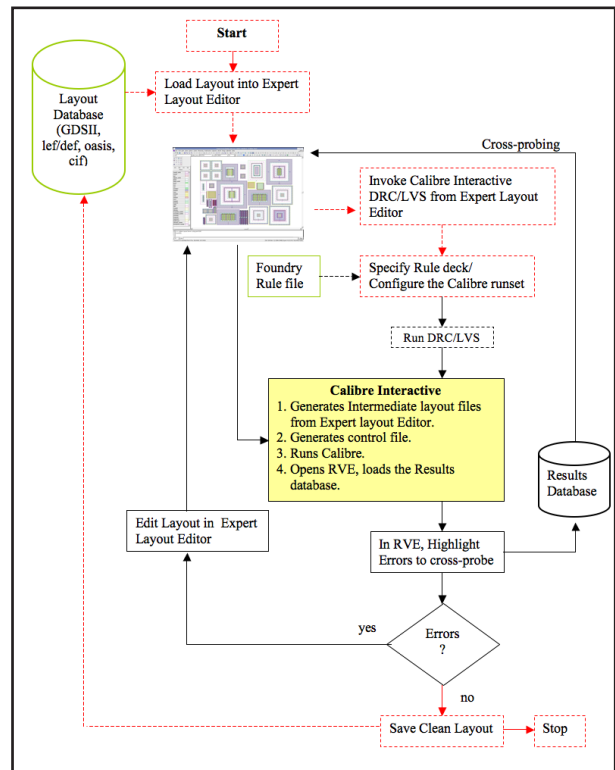 Start
Load Layout into Expert
Layout Editor
Layout
Database
(GDSII,
lef/def, oasis,
cif)
Cross-probing
Invoke Calibre Interactive
DRC/LVS from Expert Layout
Editor
Foundry
Rule file
Specify Rule deck/
Configure the Calibre runset
Run DRC/LVS
Calibre Interactive
1. Generates Intermediate layout files
from Expert layout Editor.
2. Generates control file.
3. Runs Calibre.
4. Opens RVE, loads the Results
database.
Results
Database
Edit Layout in Expert
Layout Editor
In RVE, Highlight
Errors to cross-probe
yes
Errors
?
no
Save Clean Layout
Stop